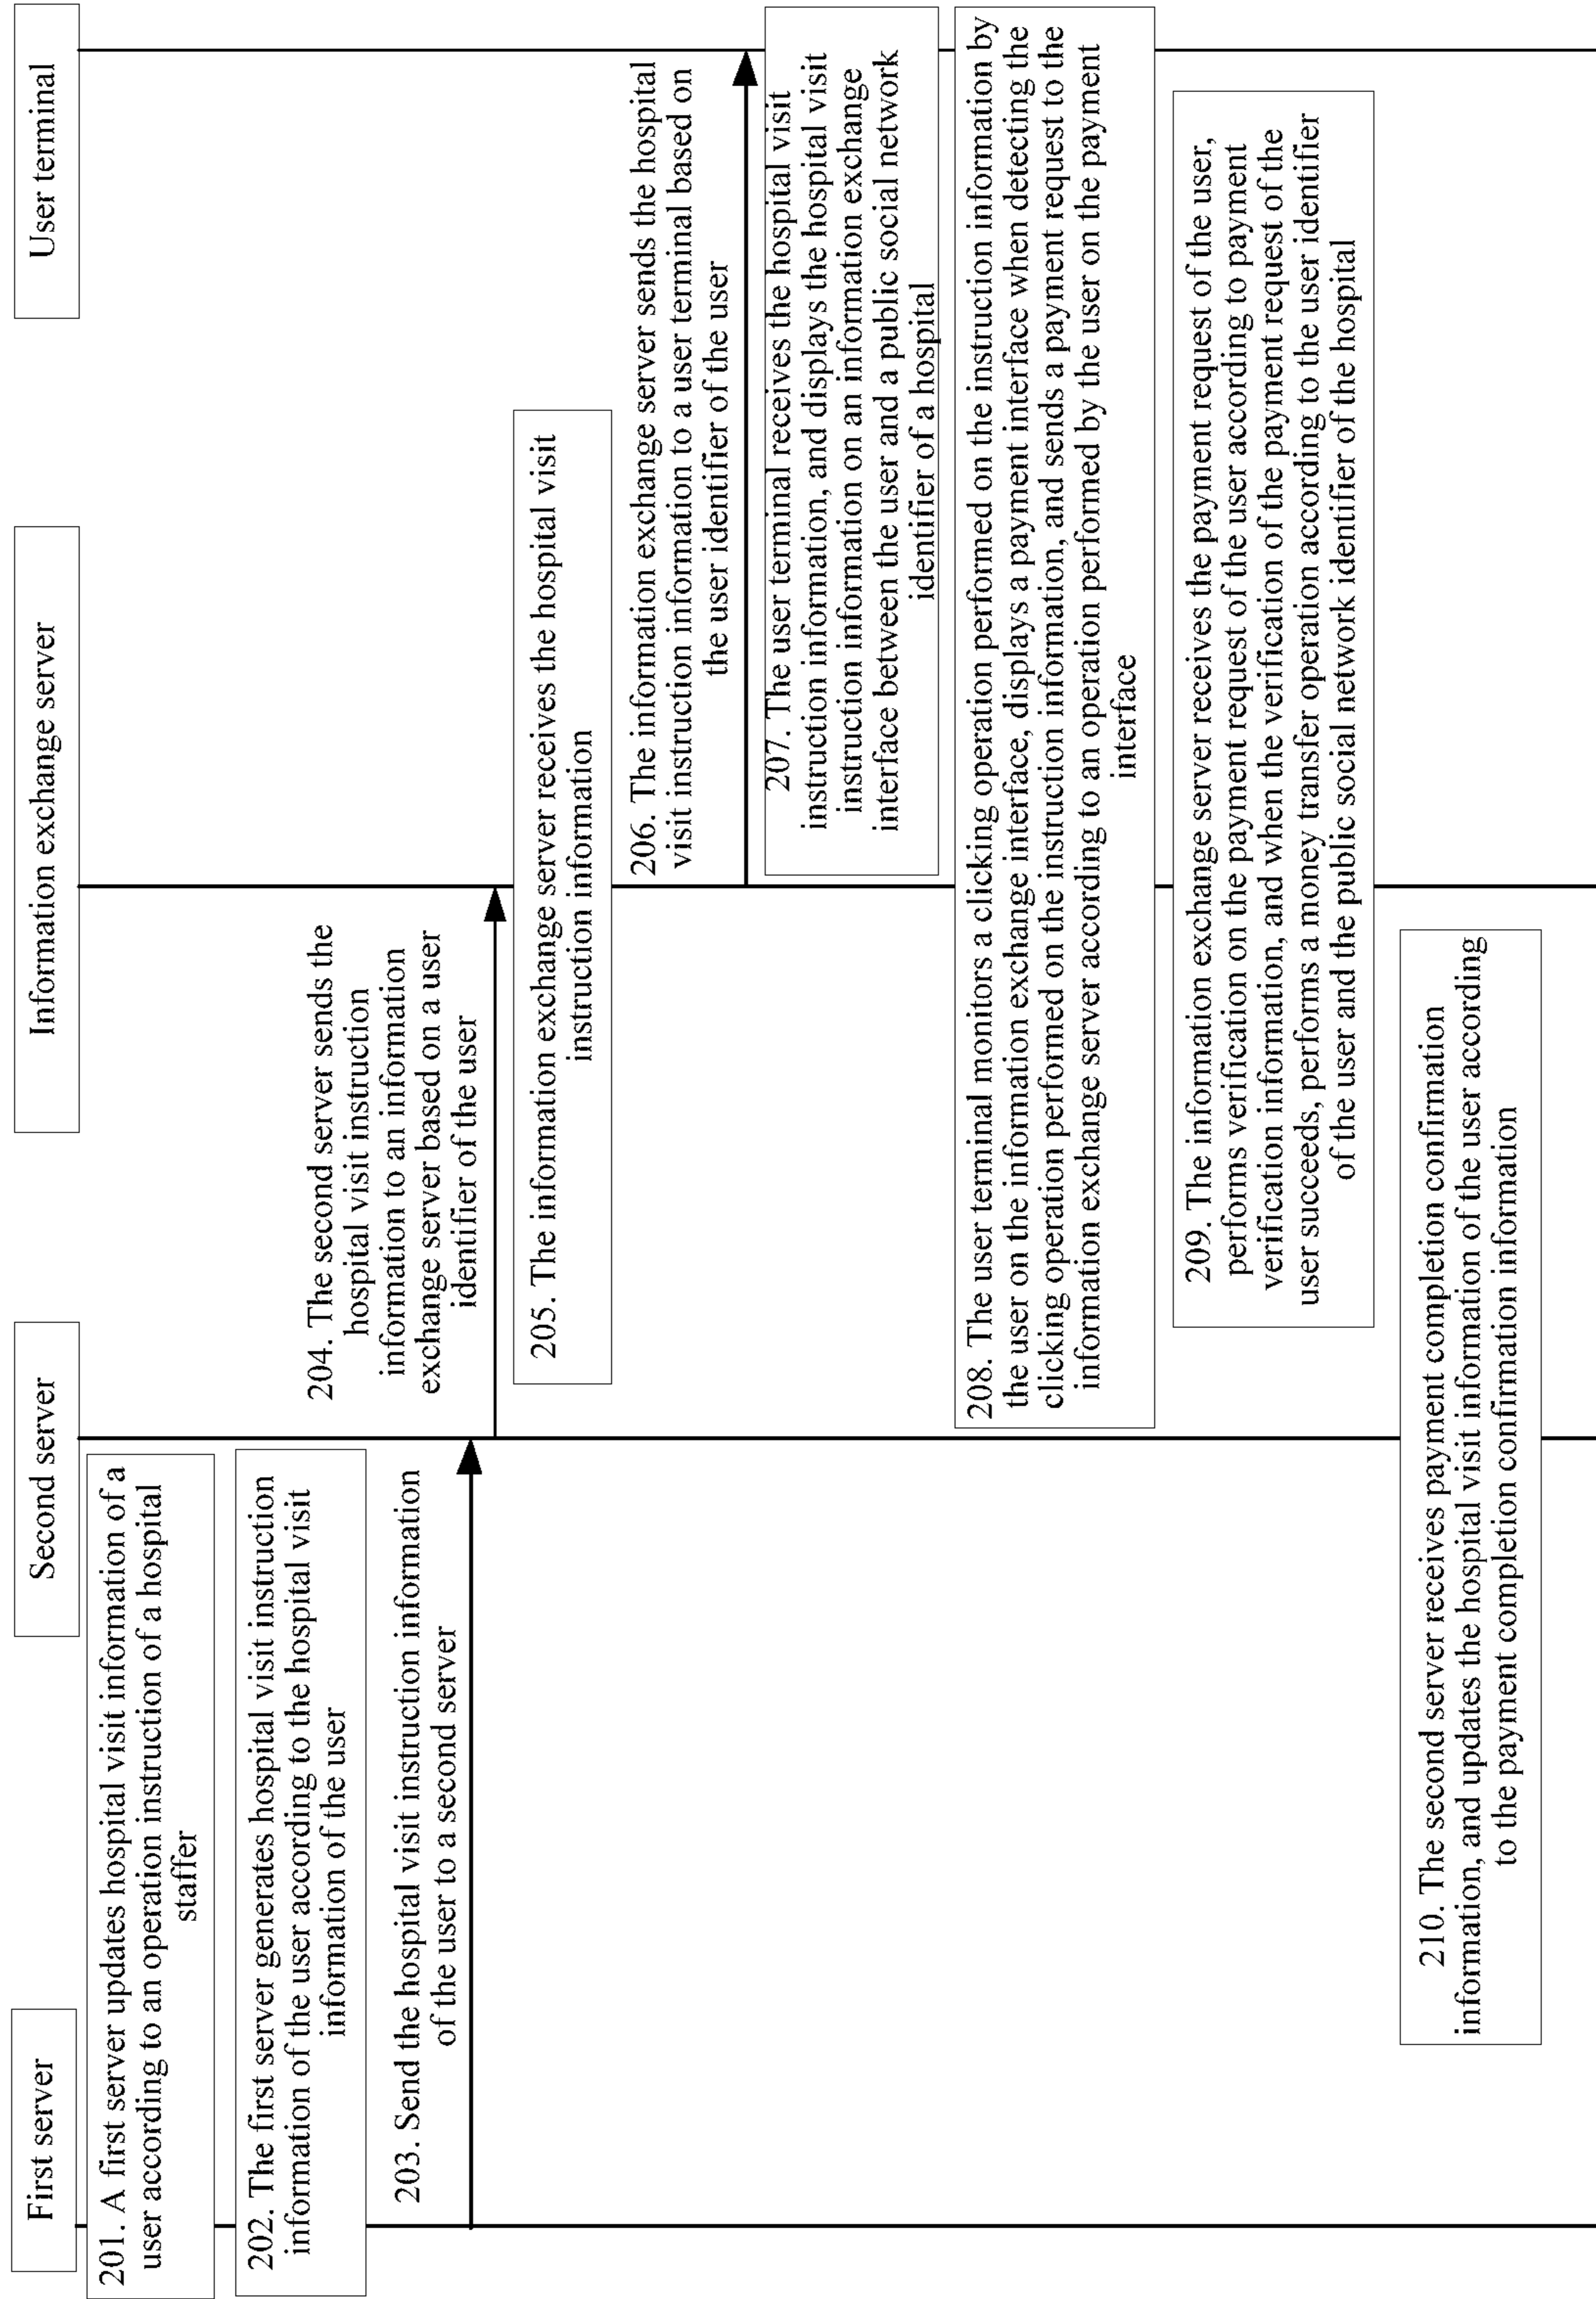 First server
Second server
Information exchange server
User terminal
201. A first server updates hospital visit information of a
user according to an operation instruction of a hospital
staffer
202. The first server generates hospital visit instruction
information of the user according to the hospital visit
information of the user
203. Send the hospital visit instruction information
of the user to a second server
204. The second server sends the
hospital visit instruction
information to an information
exchange server based on a user
identifier of the user
205. The information exchange server receives the hospital visit
instruction information
206. The information exchange server sends the hospital
visit instruction information to a user terminal based on
the user identifier of the user
207. The user terminal receives the hospital visit
instruction information, and displays the hospital visit
instruction information on an information exchange
interface between the user and a public social network
identifier of a hospital
208. The user terminal monitors a clicking operation performed on the instruction information by
the user on the information exchange interface, displays a payment interface when detecting the
clicking operation performed on the instruction information, and sends a payment request to the
information exchange server according to an operation performed by the user on the payment
interface
209. The information exchange server receives the payment request of the user,
performs verification on the payment request of the user according to payment
verification information, and when the verification of the payment request of the
user succeeds, performs a money transfer operation according to the user identifier
of the user and the public social network identifier of the hospital
210. The second server receives payment completion confirmation
information, and updates the hospital visit information of the user according
to the payment completion confirmation information